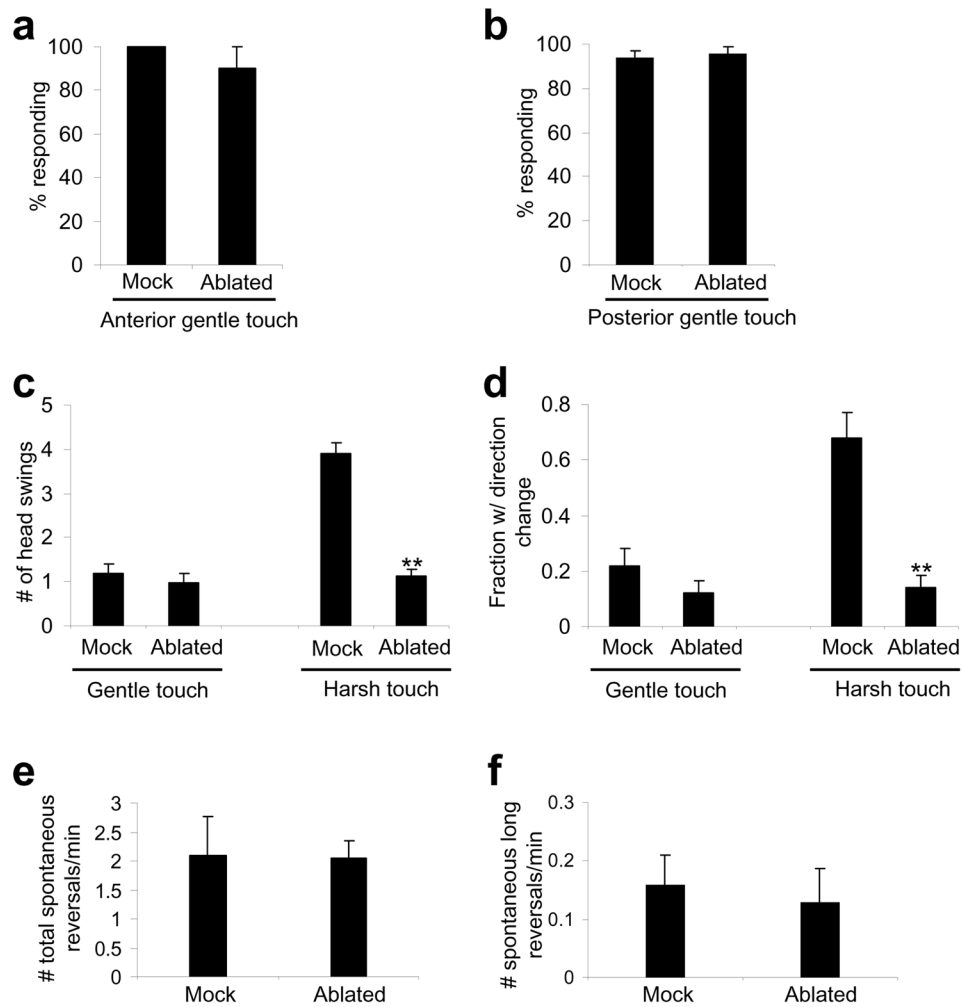 a
% responding
100
80
60
40
20
0
Mock
Ablated
Anterior gentle touch
b
% responding
100
80
60
40
20
0
Mock
Ablated
Posterior gentle touch
c
# of head swings
5
4
3
2
1
0
**
Mock
Ablated
Mock
Ablated
Gentle touch
Harsh touch
d
Fraction w/ direction
change
0.8
0.6
0.4
0.2
0
**
Mock
Ablated
Mock
Ablated
Gentle touch
Harsh touch
e
# total spontaneous
reversals/min
3
2.5
2
1.5
1
0.5
0
Mock
Ablated
f
# spontaneous long
reversals/min
0.3
0.2
0.1
0
Mock
Ablated